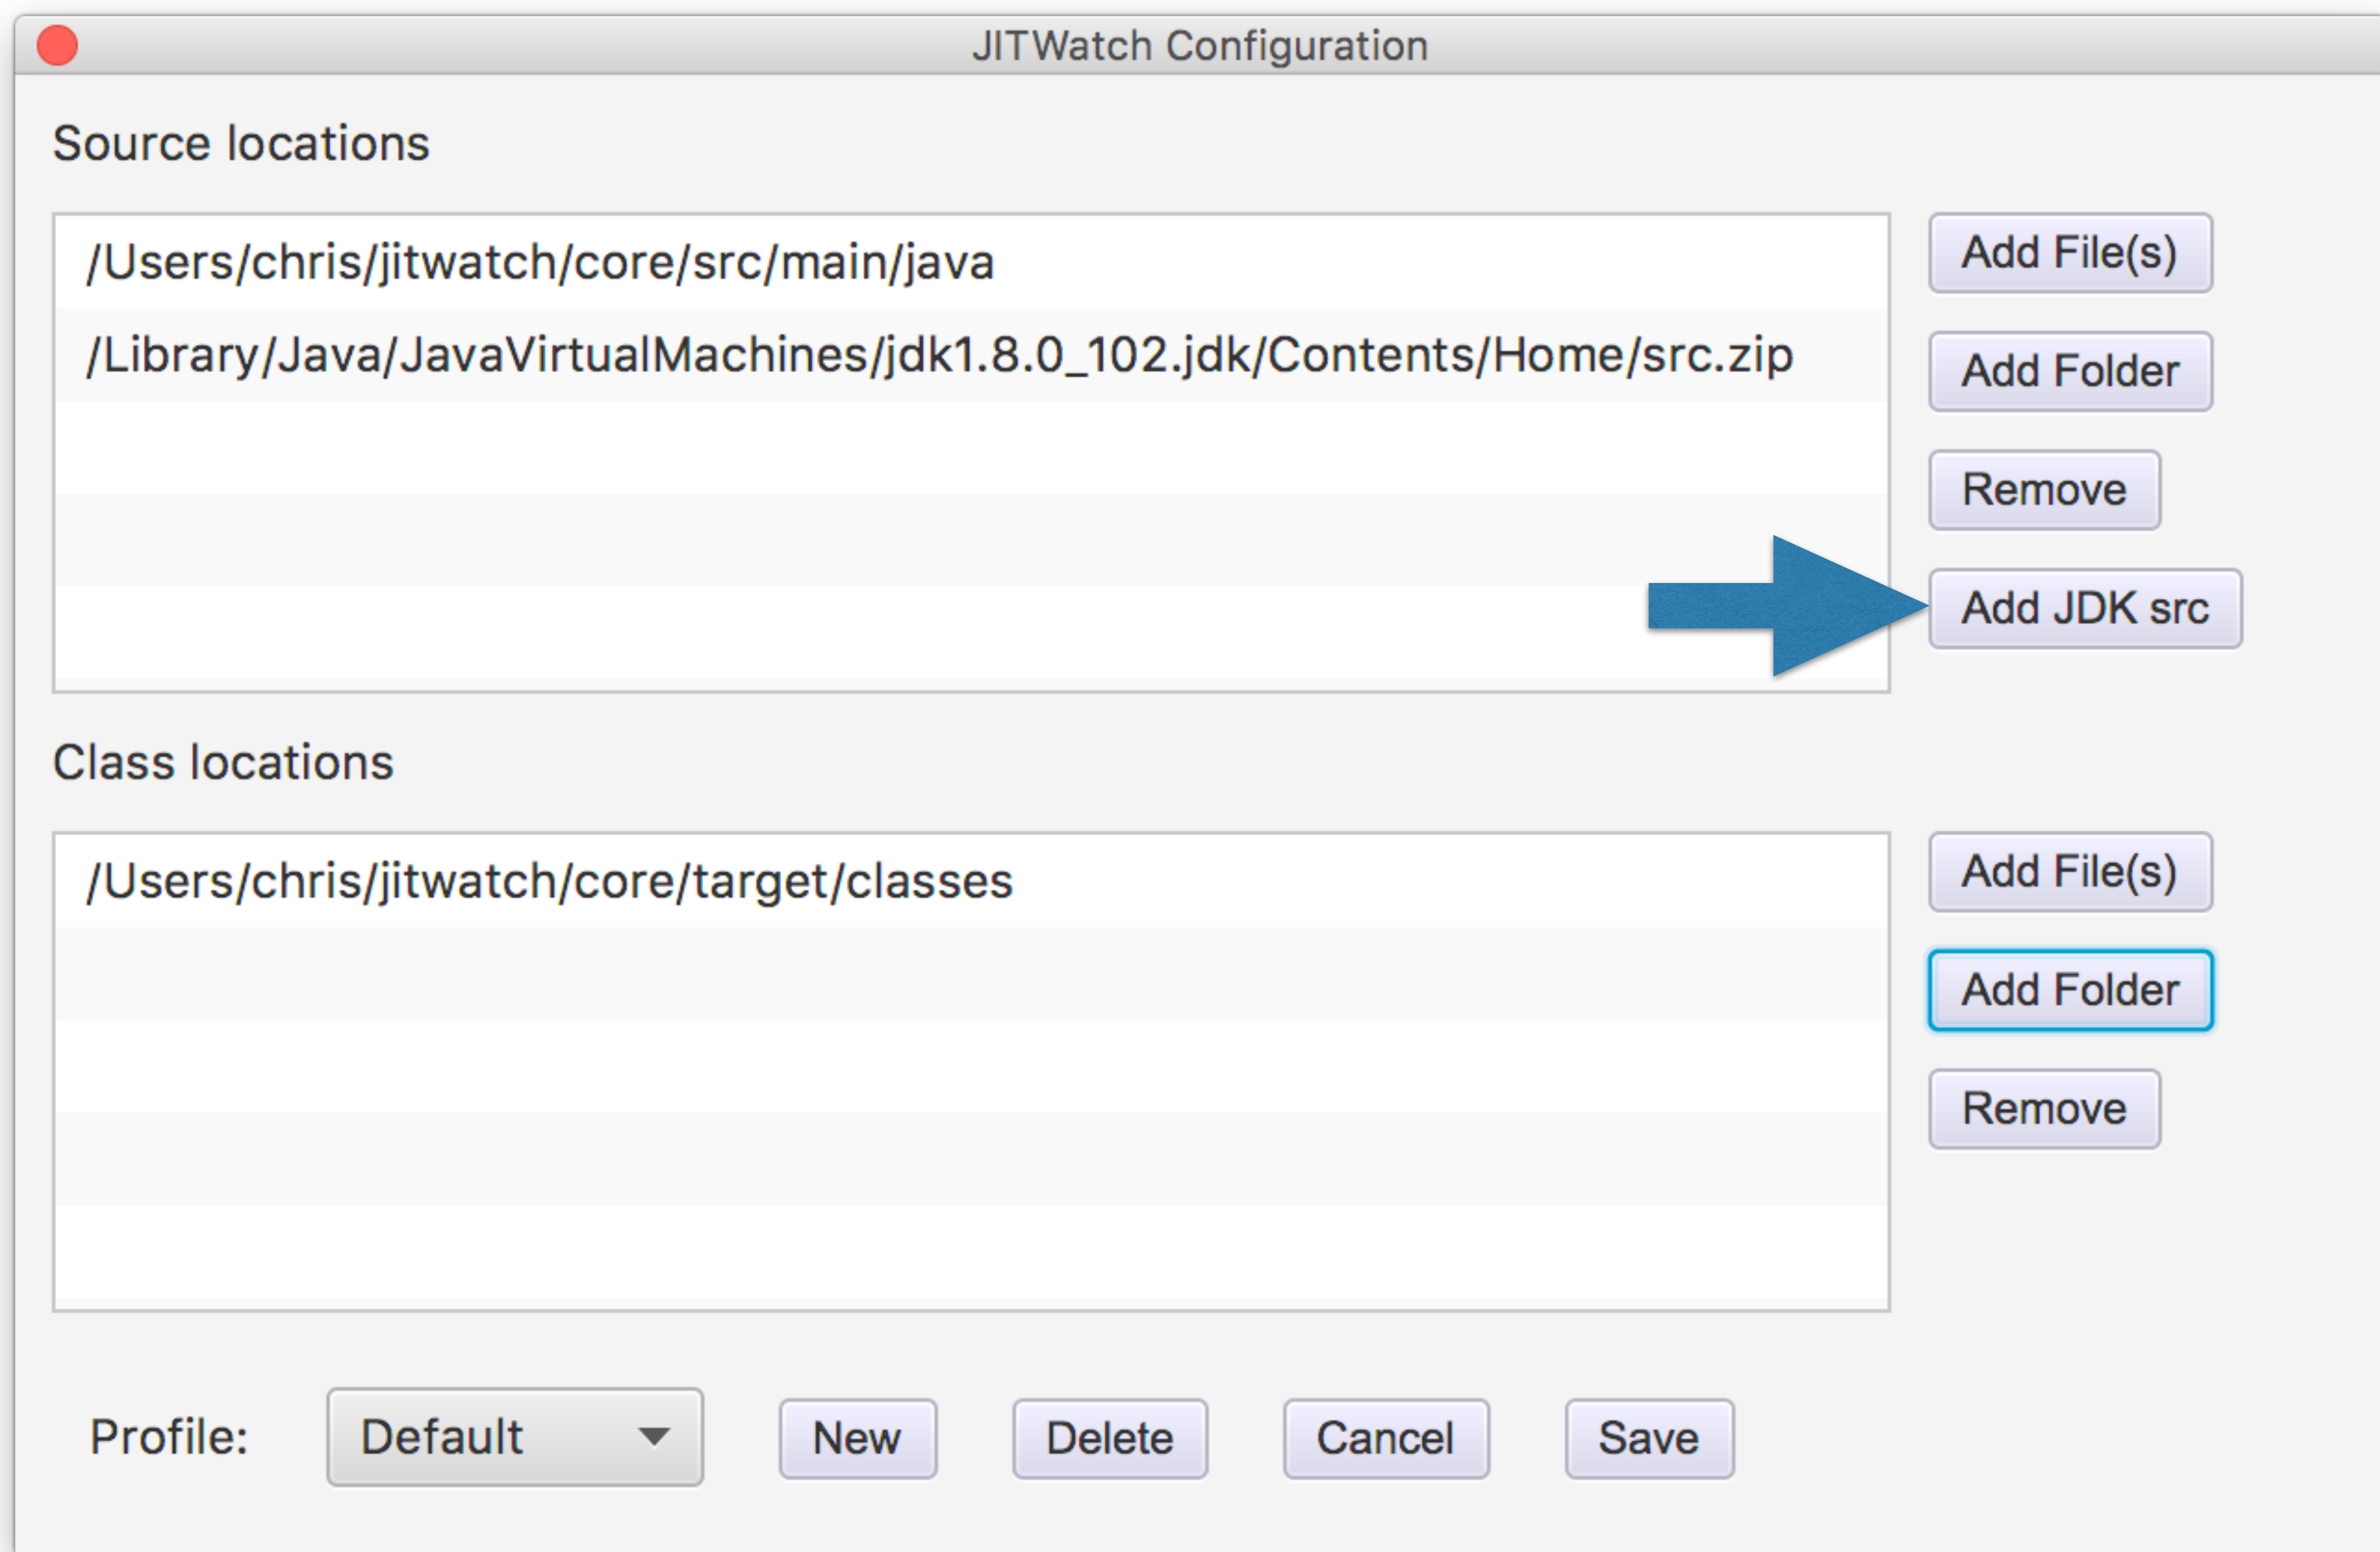 JITWatch Configuration
Source locations
/Users/chris/jitwatch/core/src/main/java
/Library/Java/JavaVirtualMachines/jdk1.8.0_102.jdk/Contents/Home/src.zip
Add File(s)
Add Folder
Remove
Add JDK src
Class locations
/Users/chris/jitwatch/core/target/classes
Add File(s)
Add Folder
Remove
Profile: Default New Delete Cancel Save